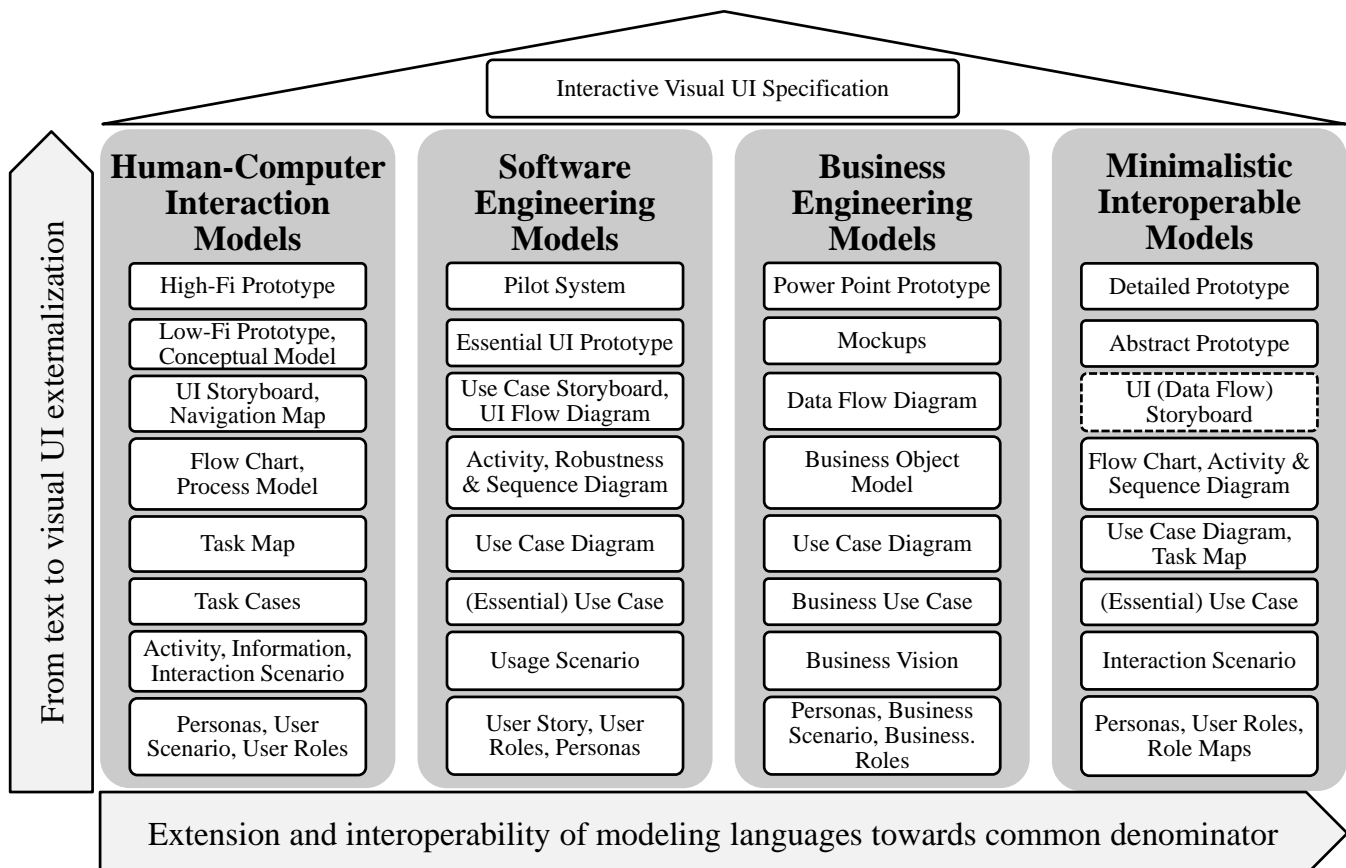 Interactive Visual UI Specification
From text to visual UI externalization
Human-Computer
Interaction
Models
High-Fi Prototype
Low-Fi Prototype,
Conceptual Model
UI Storyboard,
Navigation Map
Flow Chart,
Process Model
Task Map
Task Cases
Activity, Information,
Interaction Scenario
Personas, User
Scenario, User Roles
Software
Engineering
Models
Pilot System
Essential UI Prototype
Use Case Storyboard,
UI Flow Diagram
Activity, Robustness
& Sequence Diagram
Use Case Diagram
(Essential) Use Case
Usage Scenario
User Story, User
Roles, Personas
Business
Engineering
Models
Power Point Prototype
Mockups
Data Flow Diagram
Business Object
Model
Use Case Diagram
Business Use Case
Business Vision
Personas, Business
Scenario, Business.
Roles
Minimalistic
Interoperable
Models
Detailed Prototype
Abstract Prototype
UI (Data Flow)
Storyboard
Flow Chart, Activity &
Sequence Diagram
Use Case Diagram,
Task Map
(Essential) Use Case
Interaction Scenario
Personas, User Roles,
Role Maps
Extension and interoperability of modeling languages towards common denominator